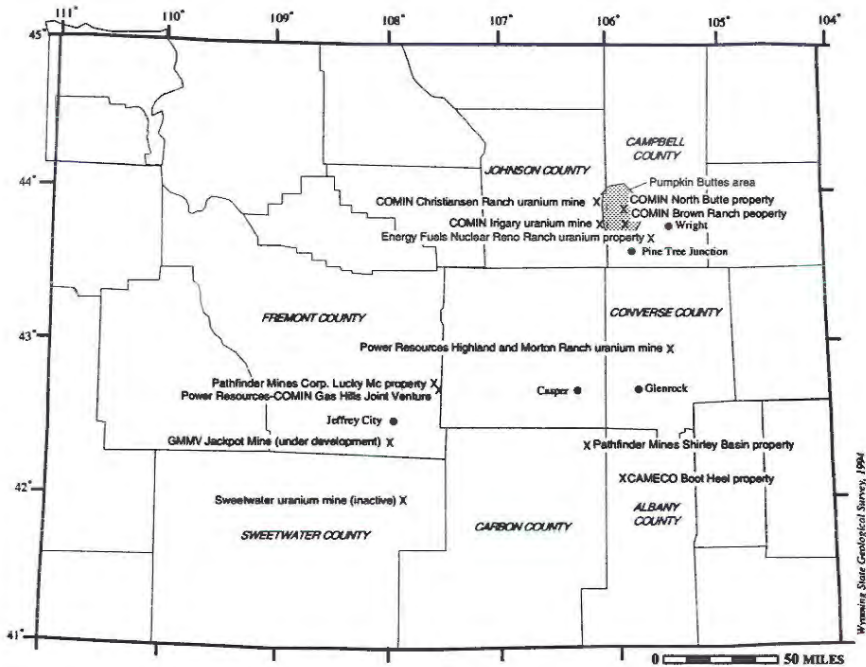 111° 110° 109° 108° 107° 106° 105° 104°
45°
CAMPBELL
COUNTY
JOHNSON COUNTY
Pumpkin Buttes area
44°
COMIN Christiansen Ranch uranium mine X
X COMIN North Butte property
COMIN Irigary uranium mine X
X COMIN Brown Ranch peoperty
Wright
Energy Fuels Nuclear Reno Ranch uranium property X
Pine Tree Junction
43°
FREMONT COUNTY
CONVERSE COUNTY
Power Resources Highland and Morton Ranch uranium mine X
Pathfinder Mines Corp. Lucky Mc property X
Power Resources-COMIN Gas Hills Joint Venture X
Casper
Glenrock
Jeffrey City
GMMV Jackpot Mine (under development) X
X Pathfinder Mines Shirley Basin property
42°
X CAMECO Boot Heel property
Sweetwater uranium mine (inactive) X
SWEETWATER COUNTY
CARBON COUNTY
ALBANY
COUNTY
41°
0 50 MILES
Wyoming State Geological Survey, 1994